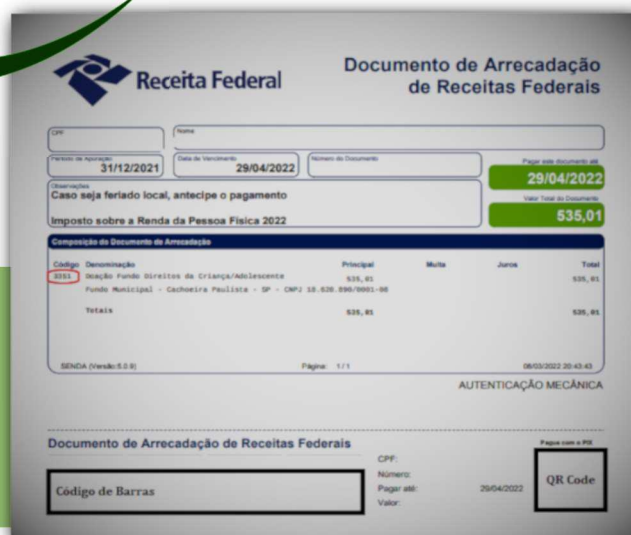 Receita Federal
Documento de Arrecadação
de Receitas Federais
CPF
Nome
Período de Apuração
31/12/2021
Data de Vencimento
29/04/2022
Número do Documento
Pagar este documento até
29/04/2022
Observações
Caso seja feriado local, antecipe o pagamento
Imposto sobre a Renda da Pessoa Física 2022
Valor Total do Documento
535,01
Composição do Documento de Arrecadação
Código Denominação Principal Multa Juros Total
3351 Doação Fundo Direitos da Criança/Adolescente 535,01 535,01
Fundo Municipal - Cachoeira Paulista - SP - CNPJ
Totais 535,01 535,01
SENDA (Versão:5.0.9) Página: 1/1 08/03/2022 20:43:43
AUTENTICAÇÃO MECÂNICA
Documento de Arrecadação de Receitas Federais
Pague com o PIX
CPF:
Número:
Pagar até: 29/04/2022
Valor:
Código de Barras
QR Code